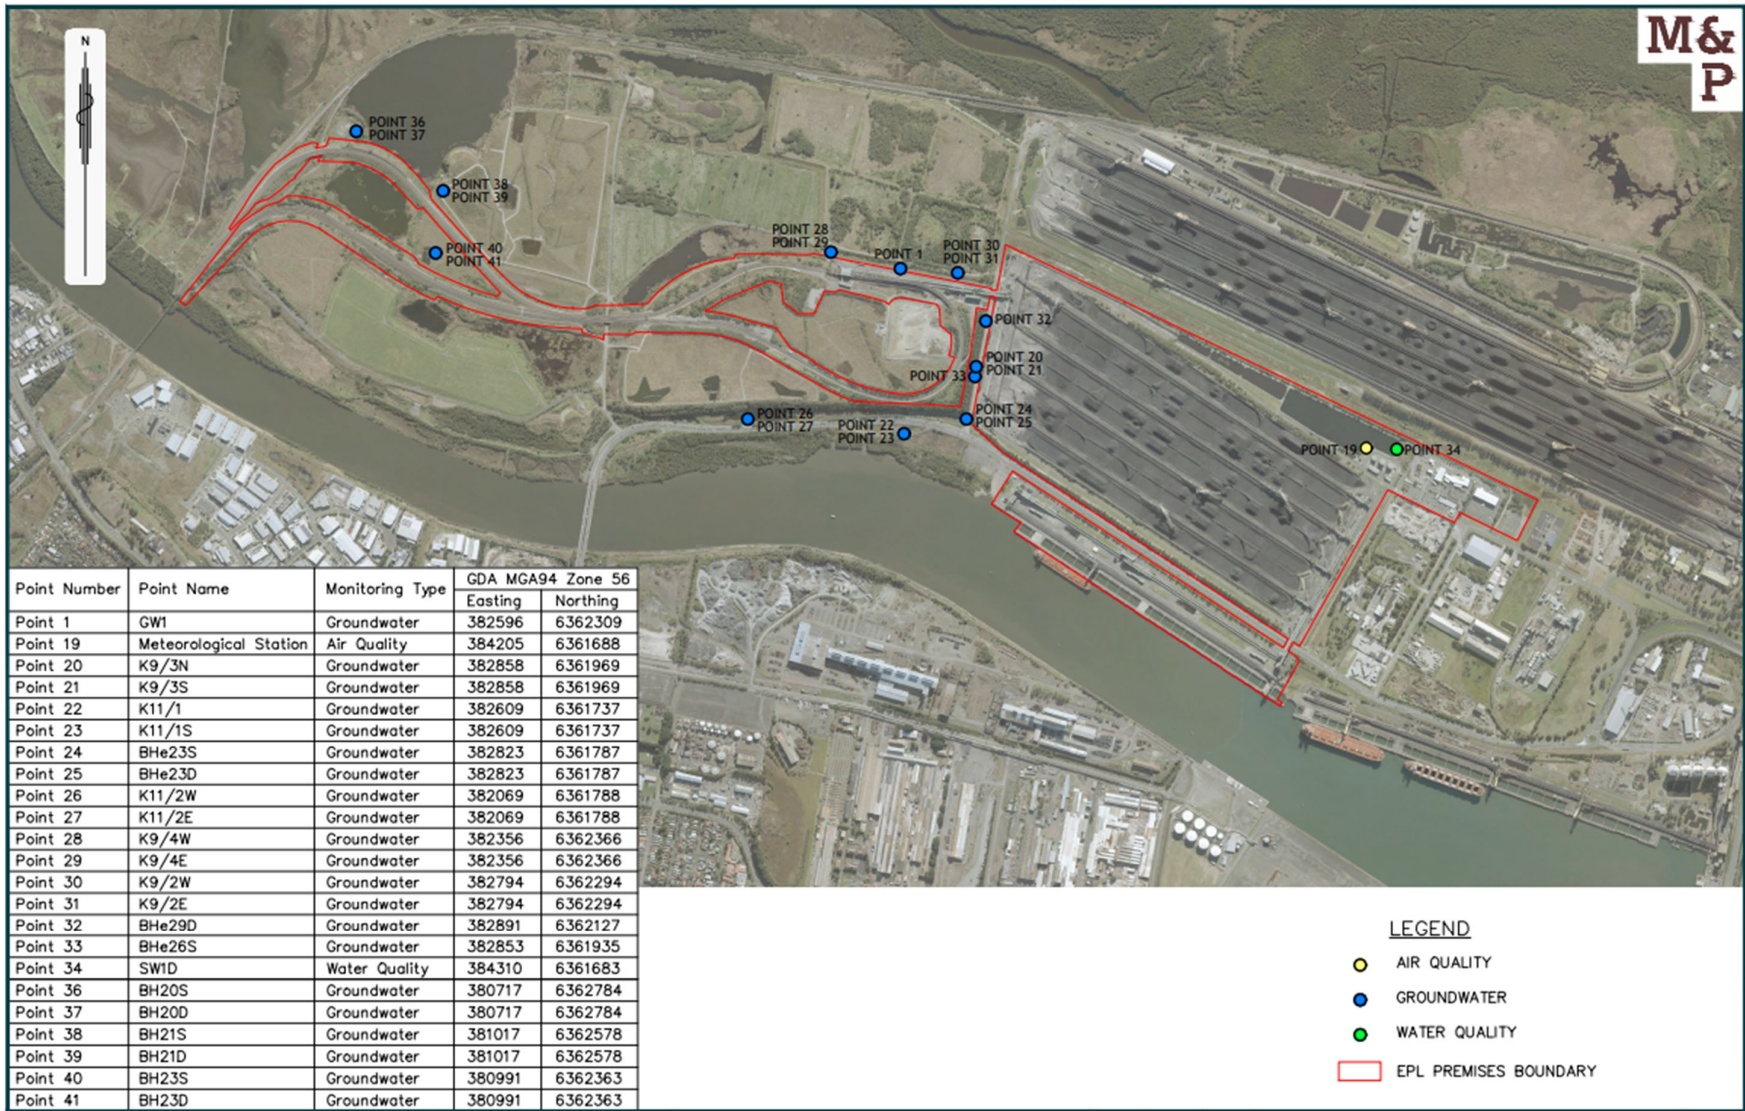 M&
P
N
POINT 36
POINT 37
POINT 38
POINT 39
POINT 40
POINT 41
POINT 28
POINT 29
POINT 1
POINT 30
POINT 31
POINT 32
POINT 20
POINT 21
POINT 33
POINT 26
POINT 27
POINT 22
POINT 23
POINT 24
POINT 25
POINT 19
POINT 34
Point Number Point Name Monitoring Type GDA MGA94 Zone 56
Easting Northing
Point 1 GW1 Groundwater 382596 6362309
Point 19 Meteorological Station Air Quality 384205 6361688
Point 20 K9/3N Groundwater 382858 6361969
Point 21 K9/3S Groundwater 382858 6361969
Point 22 K11/1 Groundwater 382609 6361737
Point 23 K11/1S Groundwater 382609 6361737
Point 24 BHe23S Groundwater 382823 6361787
Point 25 BHe23D Groundwater 382823 6361787
Point 26 K11/2W Groundwater 382069 6361788
Point 27 K11/2E Groundwater 382069 6361788
Point 28 K9/4W Groundwater 382356 6362366
Point 29 K9/4E Groundwater 382356 6362366
Point 30 K9/2W Groundwater 382794 6362294
Point 31 K9/2E Groundwater 382794 6362294
Point 32 BHe29D Groundwater 382891 6362127
Point 33 BHe26S Groundwater 382853 6361935
Point 34 SW1D Water Quality 384310 6361683
Point 36 BH20S Groundwater 380717 6362784
Point 37 BH20D Groundwater 380717 6362784
Point 38 BH21S Groundwater 381017 6362578
Point 39 BH21D Groundwater 381017 6362578
Point 40 BH23S Groundwater 380991 6362363
Point 41 BH23D Groundwater 380991 6362363
LEGEND
AIR QUALITY
GROUNDWATER
WATER QUALITY
EPL PREMISES BOUNDARY